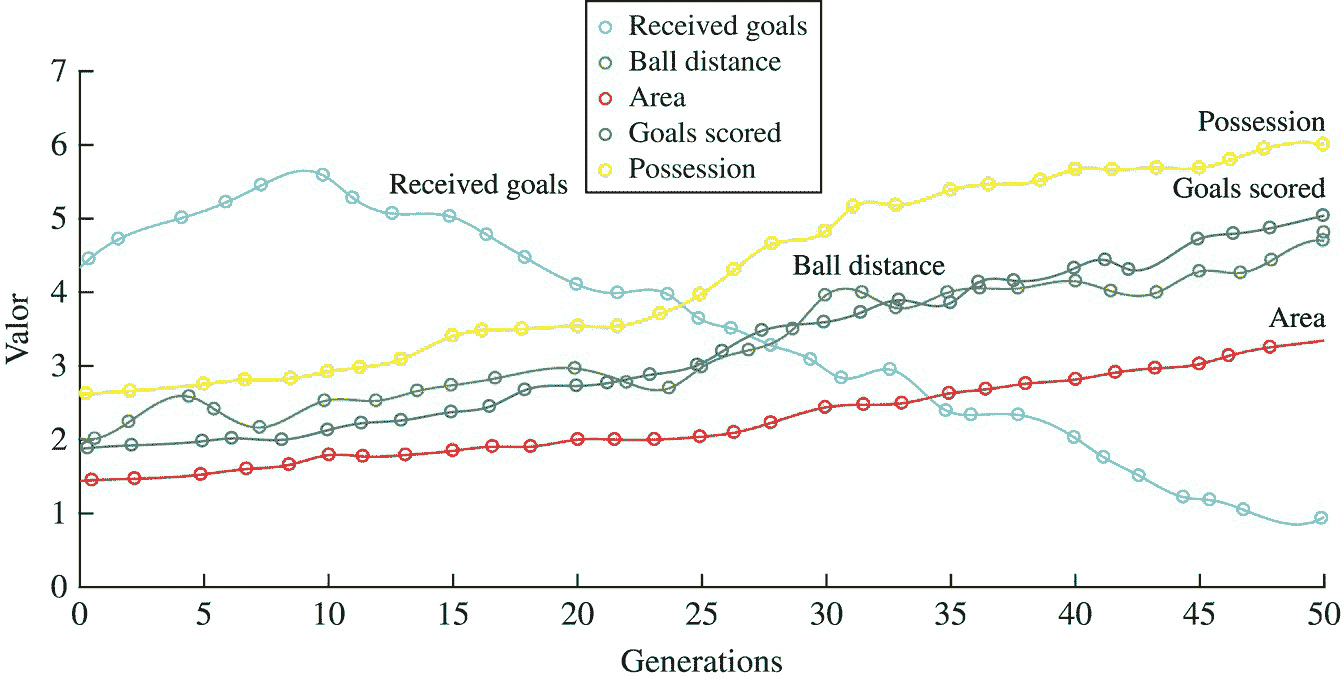 Received goals
Ball distance
Area
Goals scored
Possession
7
6
5
4
3
2
1
0
Valor
Possession
Received goals
Goals scored
Ball distance
Area
0 5 10 15 20 25 30 35 40 45 50
Generations